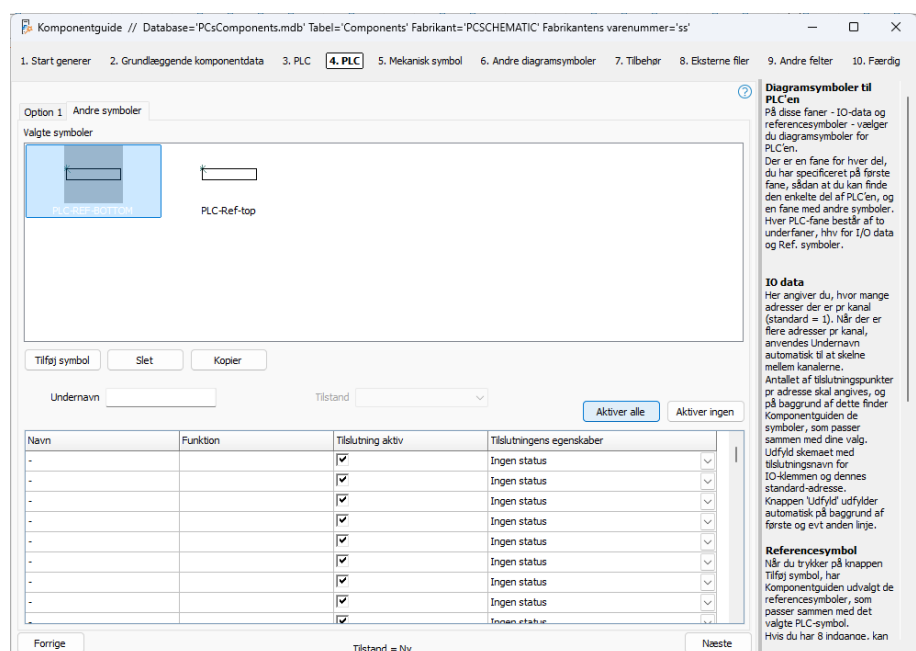 Komponentguide // Database='PCsComponents.mdb' Tabel='Components' Fabrikant='PCSCHEMATIC' Fabrikantens varenummer='ss'
1. Start generer 2. Grundlæggende komponentdata 3. PLC 4. PLC 5. Mekanisk symbol 6. Andre diagramsymboler 7. Tilbehør 8. Eksterne filer 9. Andre felter 10. Færdig
Option 1 Andre symboler
Valgte symboler
PLC-REF-BOTTOM PLC-Ref-top
Tilføj symbol Slet Kopier
Undernavn Tilstand
Aktiver alle Aktiver ingen
Navn Funktion Tilslutning aktiv Tilslutningens egenskaber
- Ingen status
- Ingen status
- Ingen status
- Ingen status
- Ingen status
- Ingen status
- Ingen status
- Ingen status
- Ingen status
Forrige Tilstand = Ny Næste
Diagramsymboler til
PLC'en
På disse faner - IO-data og
referencesymboler - vælger
du diagramsymboler for
PLC'en.
Der er en fane for hver del,
du har specificeret på første
fane, sådan at du kan finde
den enkelte del af PLC'en, og
en fane med andre symboler.
Hver PLC-fane består af to
underfaner, hhv for I/O data
og Ref. symboler.
IO data
Her angiver du, hvor mange
adresser der er pr kanal
(standard = 1). Når der er
flere adresser pr kanal,
anvendes Undernavn
automatisk til at skelne
mellem kanalerne.
Antallet af tilslutningspunkter
pr adresse skal angives, og
på baggrund af dette finder
Komponentguiden de
symboler, som passer
sammen med dine valg.
Udfyld skemaet med
tilslutningsnavn for
IO-klemmen og dennes
standard-adresse.
Knappen 'Udfyld' udfylder
automatisk på baggrund af
første og evt anden linje.
Referencesymbol
Når du trykker på knappen
Tilføj symbol, har
Komponentguiden udvalgt de
referencesymboler, som
passer sammen med det
valgte PLC-symbol.
Hvis du har 8 indgange, kan